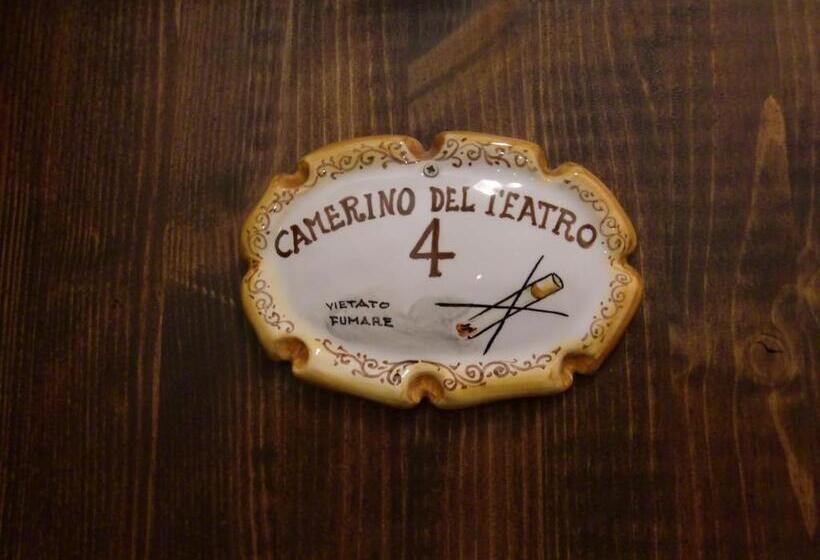 CAMERINO DEL TEATRO
4
VIETATO
FUMARE